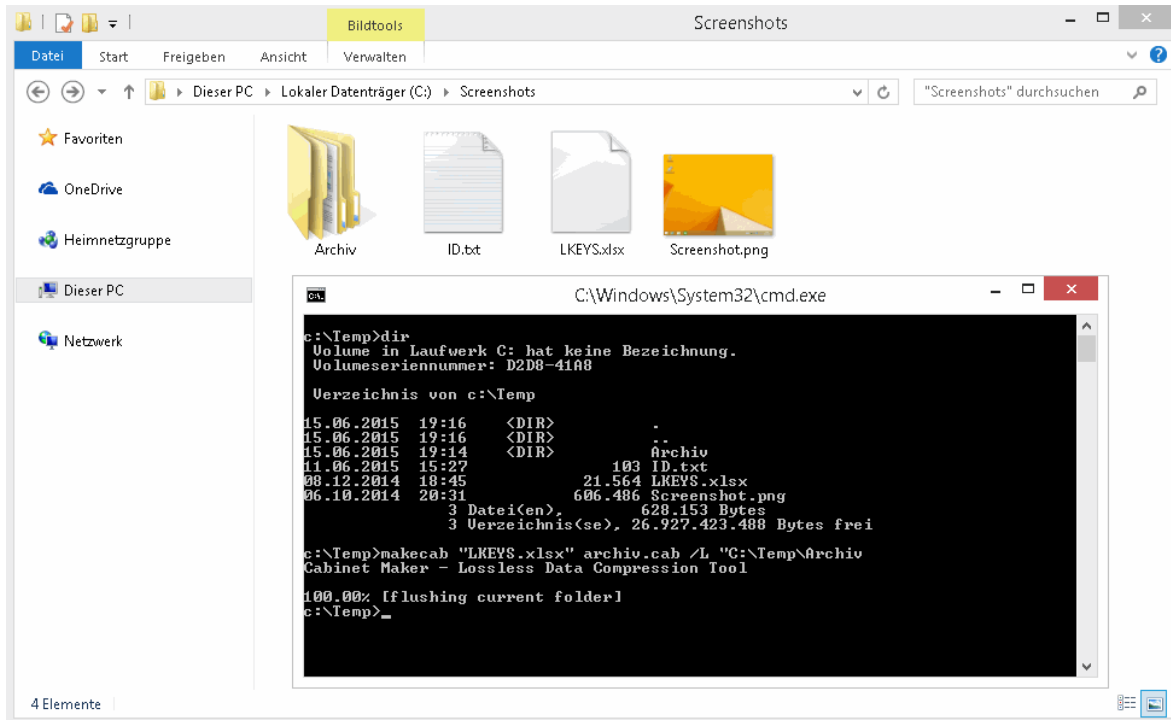 Bildtools
Screenshots
Datei Start Freigeben Ansicht Verwalten
Dieser PC Lokaler Datenträger (C:) Screenshots
"Screenshots" durchsuchen
Favoriten
OneDrive
Heimnetzgruppe
Dieser PC
Netzwerk
Archiv ID.txt LKEYS.xlsx Screenshot.png
C:\Windows\System32\cmd.exe
c:\Temp>dir
Volume in Laufwerk C: hat keine Bezeichnung.
Volumeseriennummer: D2D8-41A8
Verzeichnis von c:\Temp
15.06.2015 19:16 <DIR> .
15.06.2015 19:16 <DIR> ..
15.06.2015 19:14 <DIR> Archiv
11.06.2015 15:27 103 ID.txt
08.12.2014 18:45 21.564 LKEYS.xlsx
06.10.2014 20:31 606.486 Screenshot.png
3 Datei(en), 628.153 Bytes
3 Verzeichnis(se), 26.927.423.488 Bytes frei
c:\Temp>makecab "LKEYS.xlsx" archiv.cab /L "C:\Temp\Archiv
Cabinet Maker - Lossless Data Compression Tool
100.00% [flushing current folder]
c:\Temp>_
4 Elemente